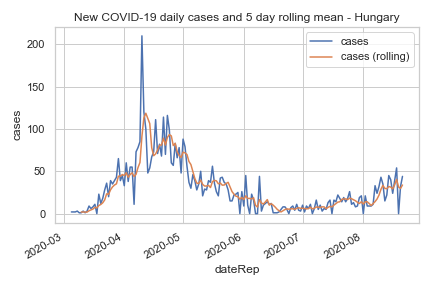 New COVID-19 daily cases and 5 day rolling mean - Hungary
cases
cases (rolling)
200
150
100
50
0
cases
2020-03
2020-04
2020-05
2020-06
2020-07
2020-08
dateRep